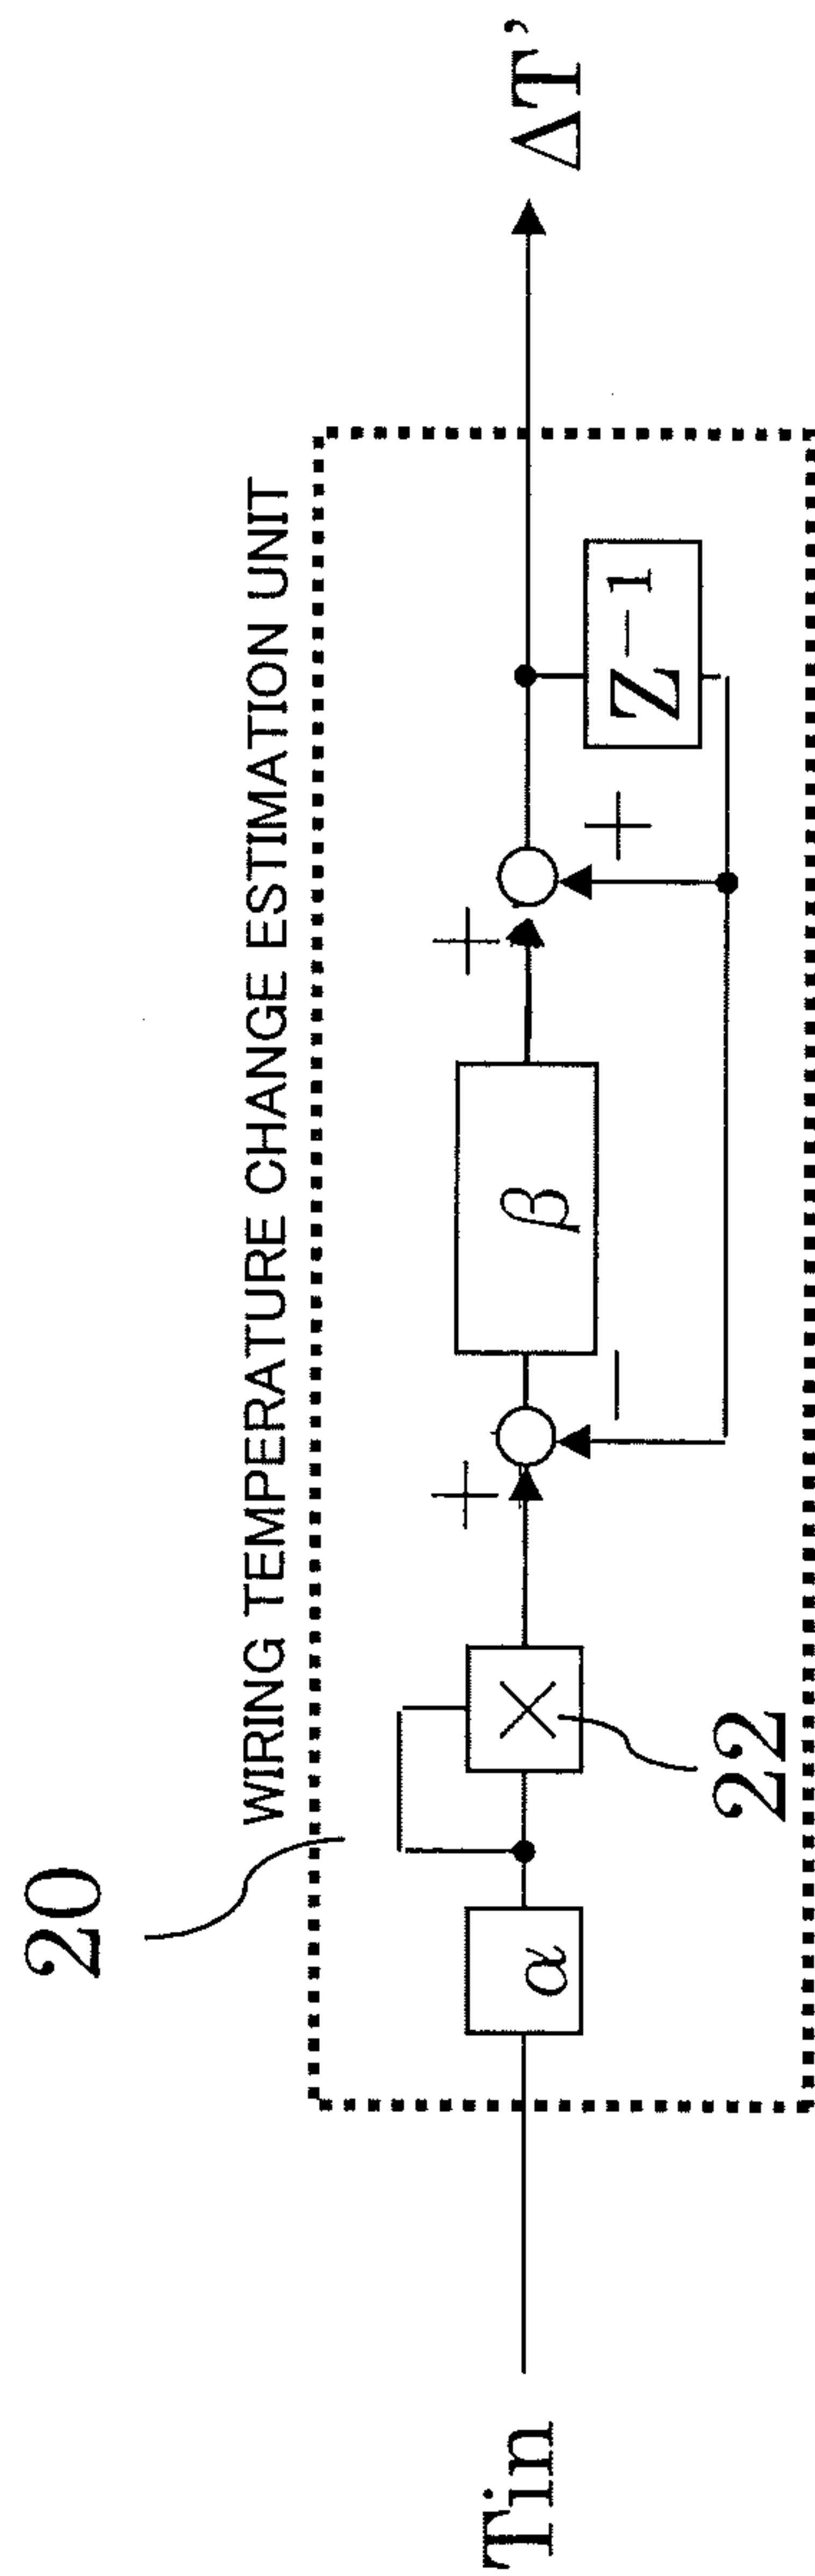 20
WIRING TEMPERATURE CHANGE ESTIMATION UNIT
Tin
α
×
22
+
−
β
+
+
Z⁻¹
ΔT'